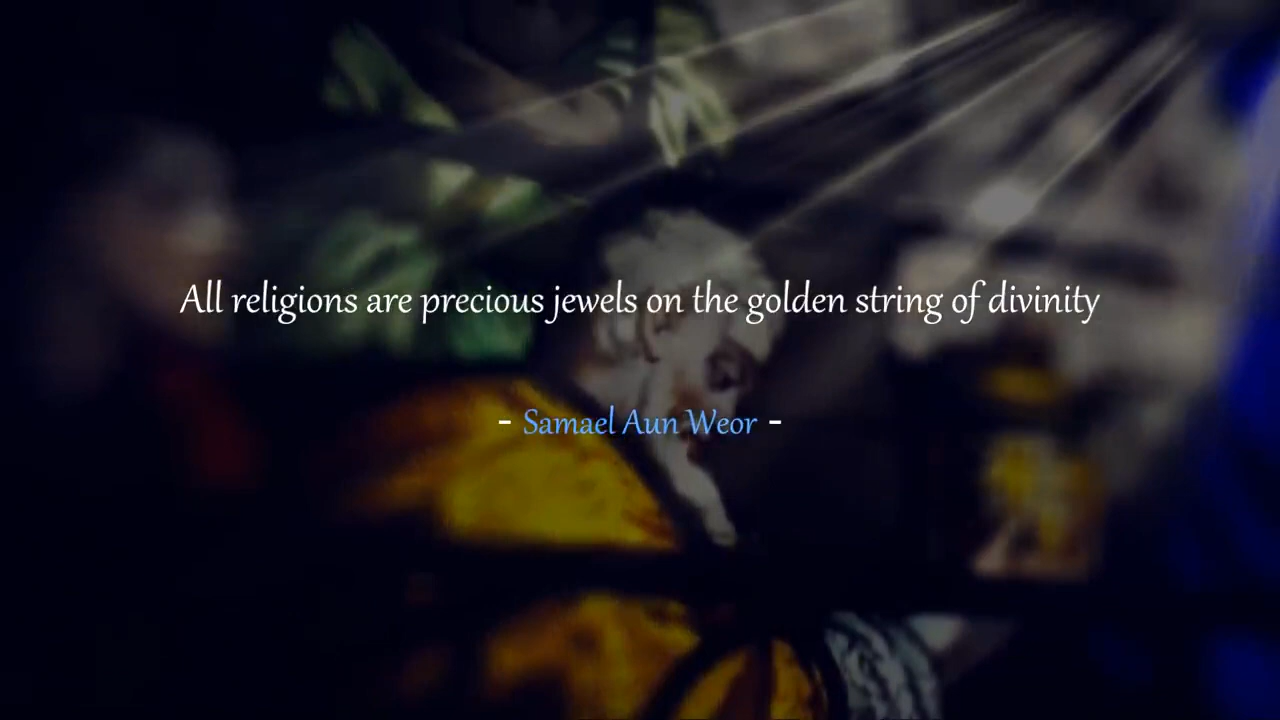 All religions are precious jewels on the golden string of divinity
- Samael Aun Weor -